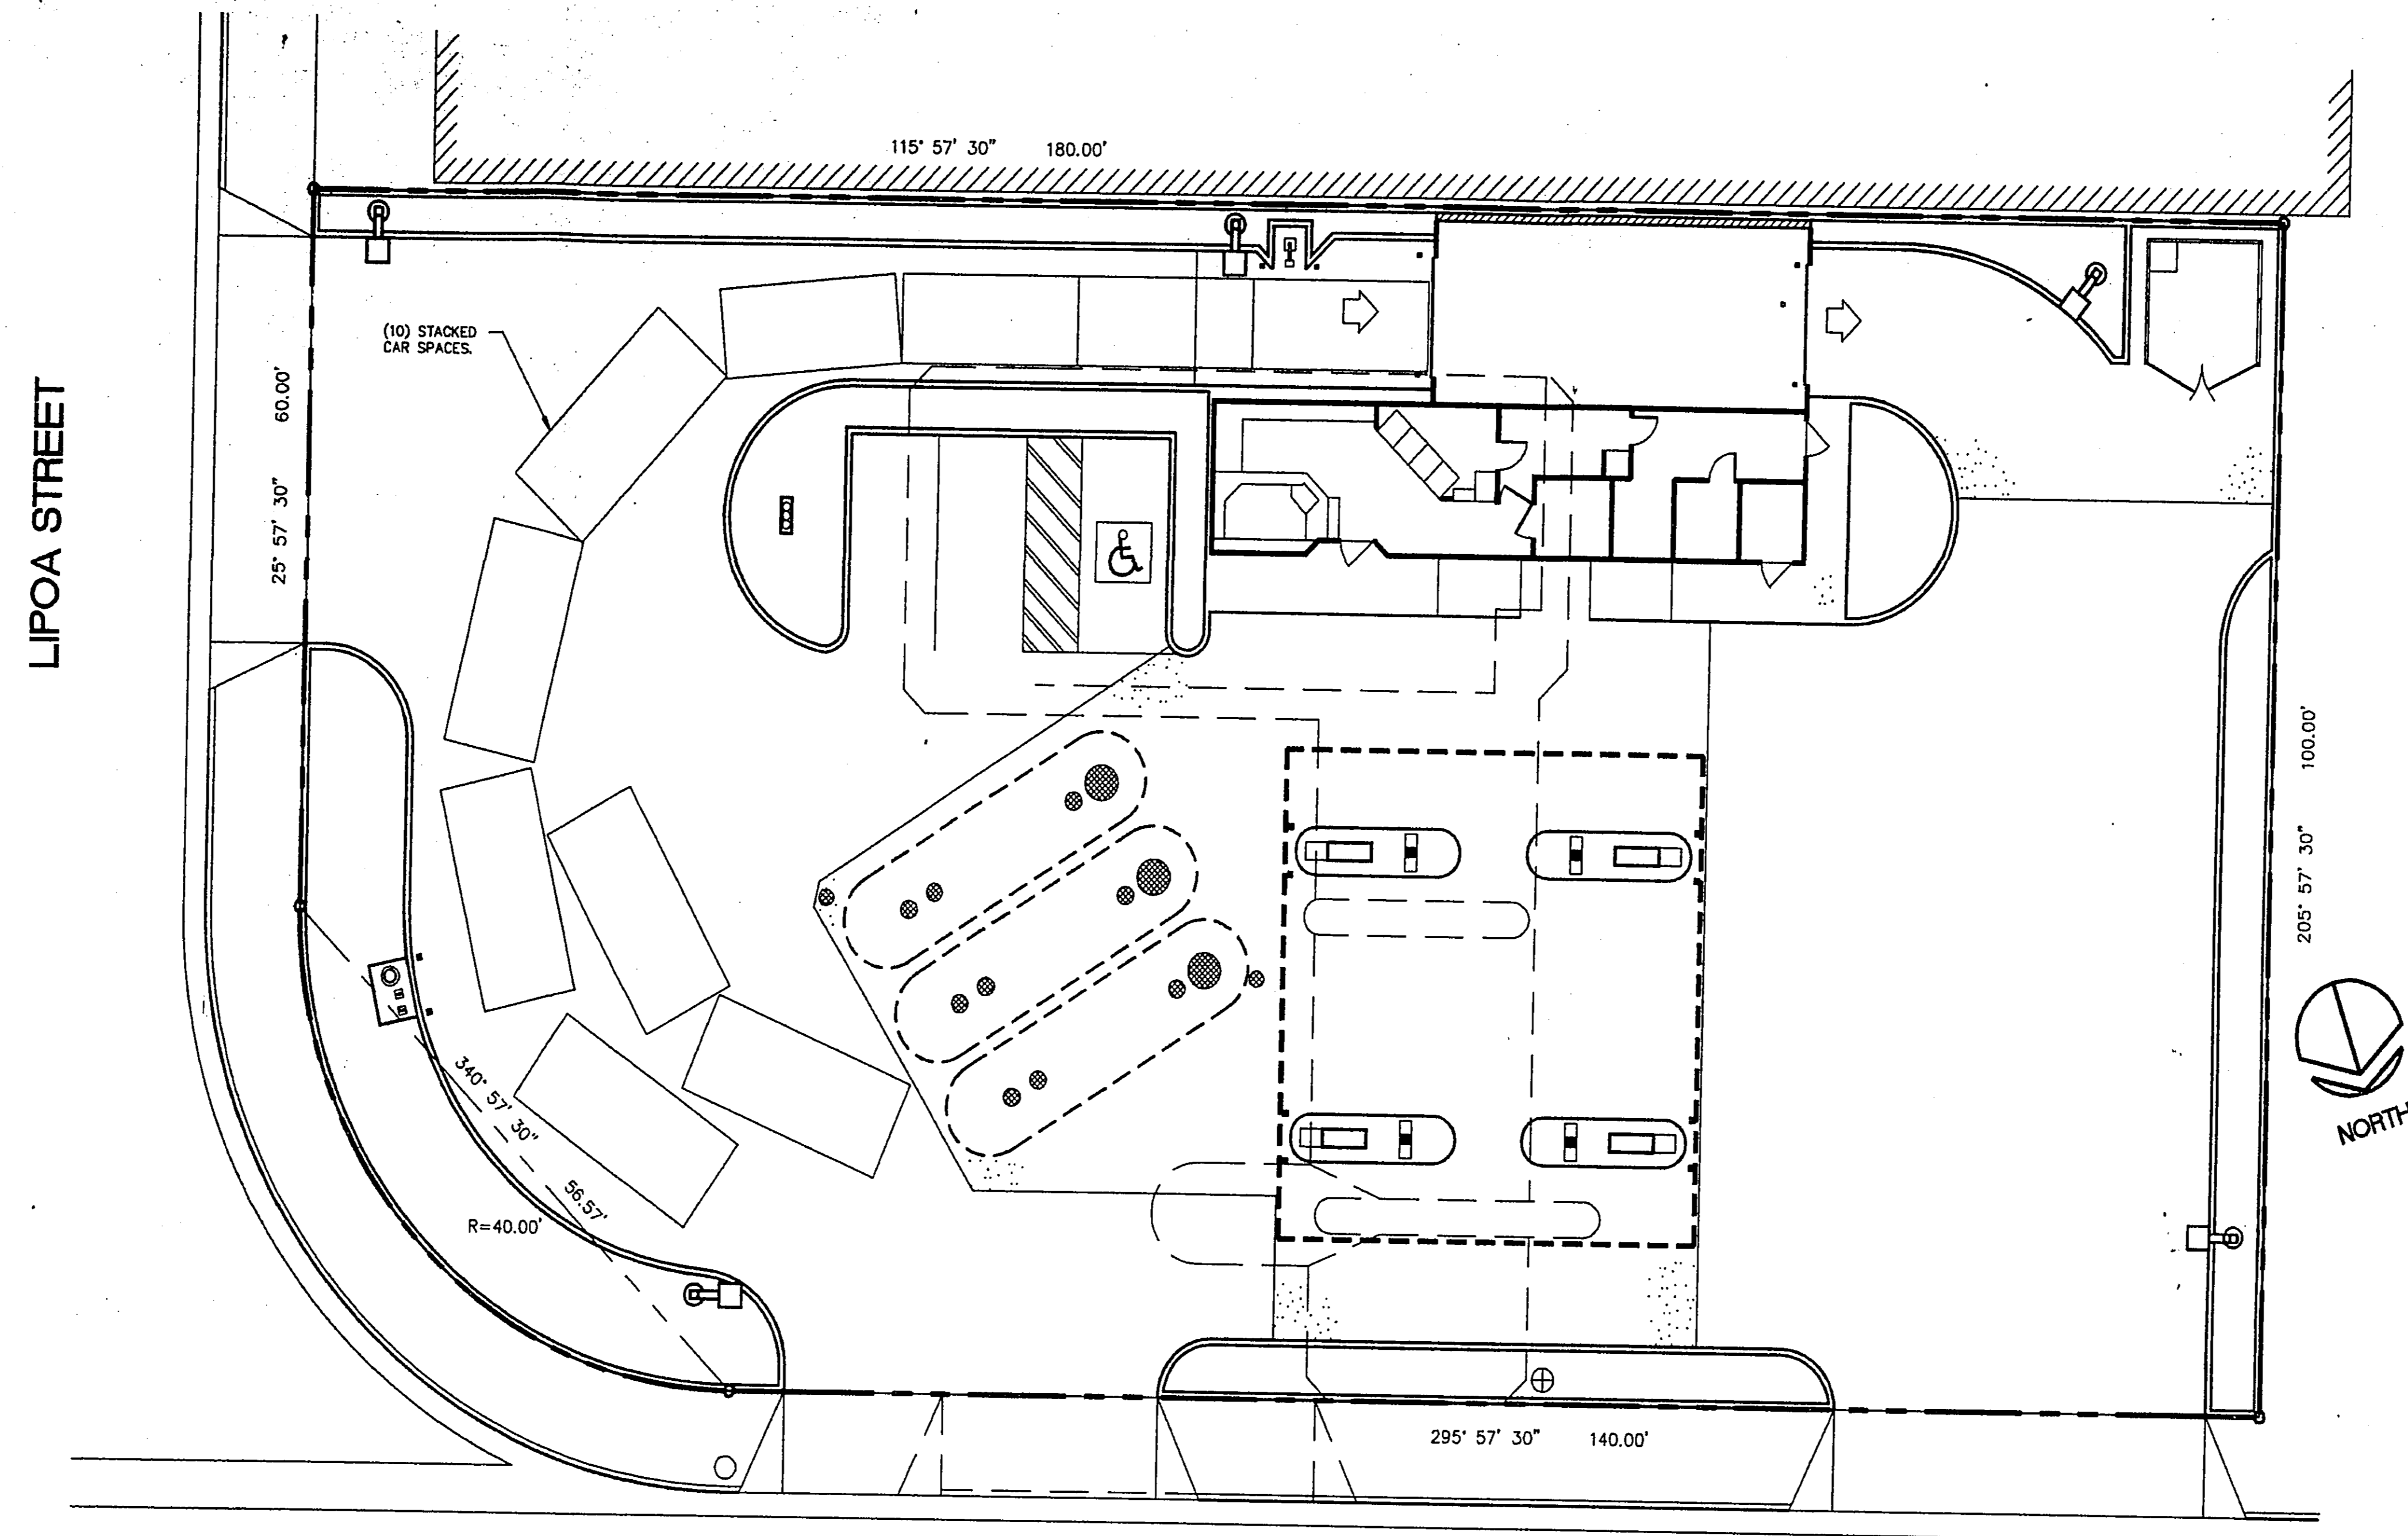 115° 57' 30" 180.00'
(10) STACKED
CAR SPACES.
LIPOA STREET
25° 57' 30" 60.00'
205° 57' 30" 100.00'
NORTH
340° 57' 30" 56.57'
R=40.00'
295° 57' 30" 140.00'